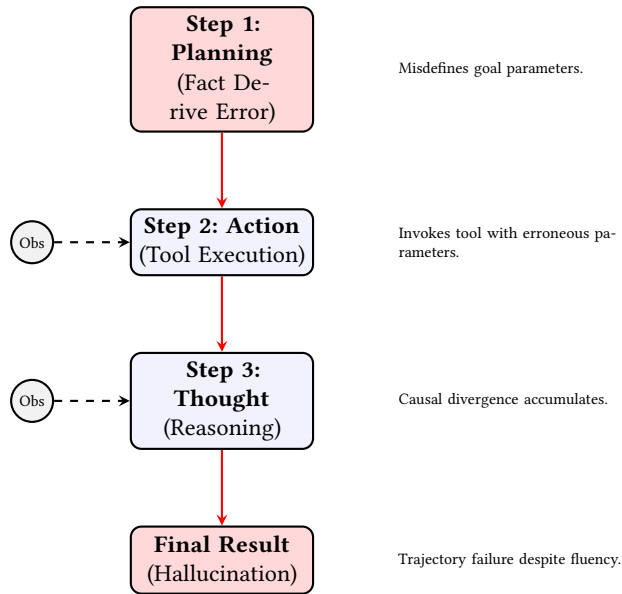 Step 1:
Planning
(Fact De-
rive Error)
Misdefines goal parameters.
Obs
Step 2: Action
(Tool Execution)
Invokes tool with erroneous pa-
rameters.
Obs
Step 3:
Thought
(Reasoning)
Causal divergence accumulates.
Final Result
(Hallucination)
Trajectory failure despite fluency.